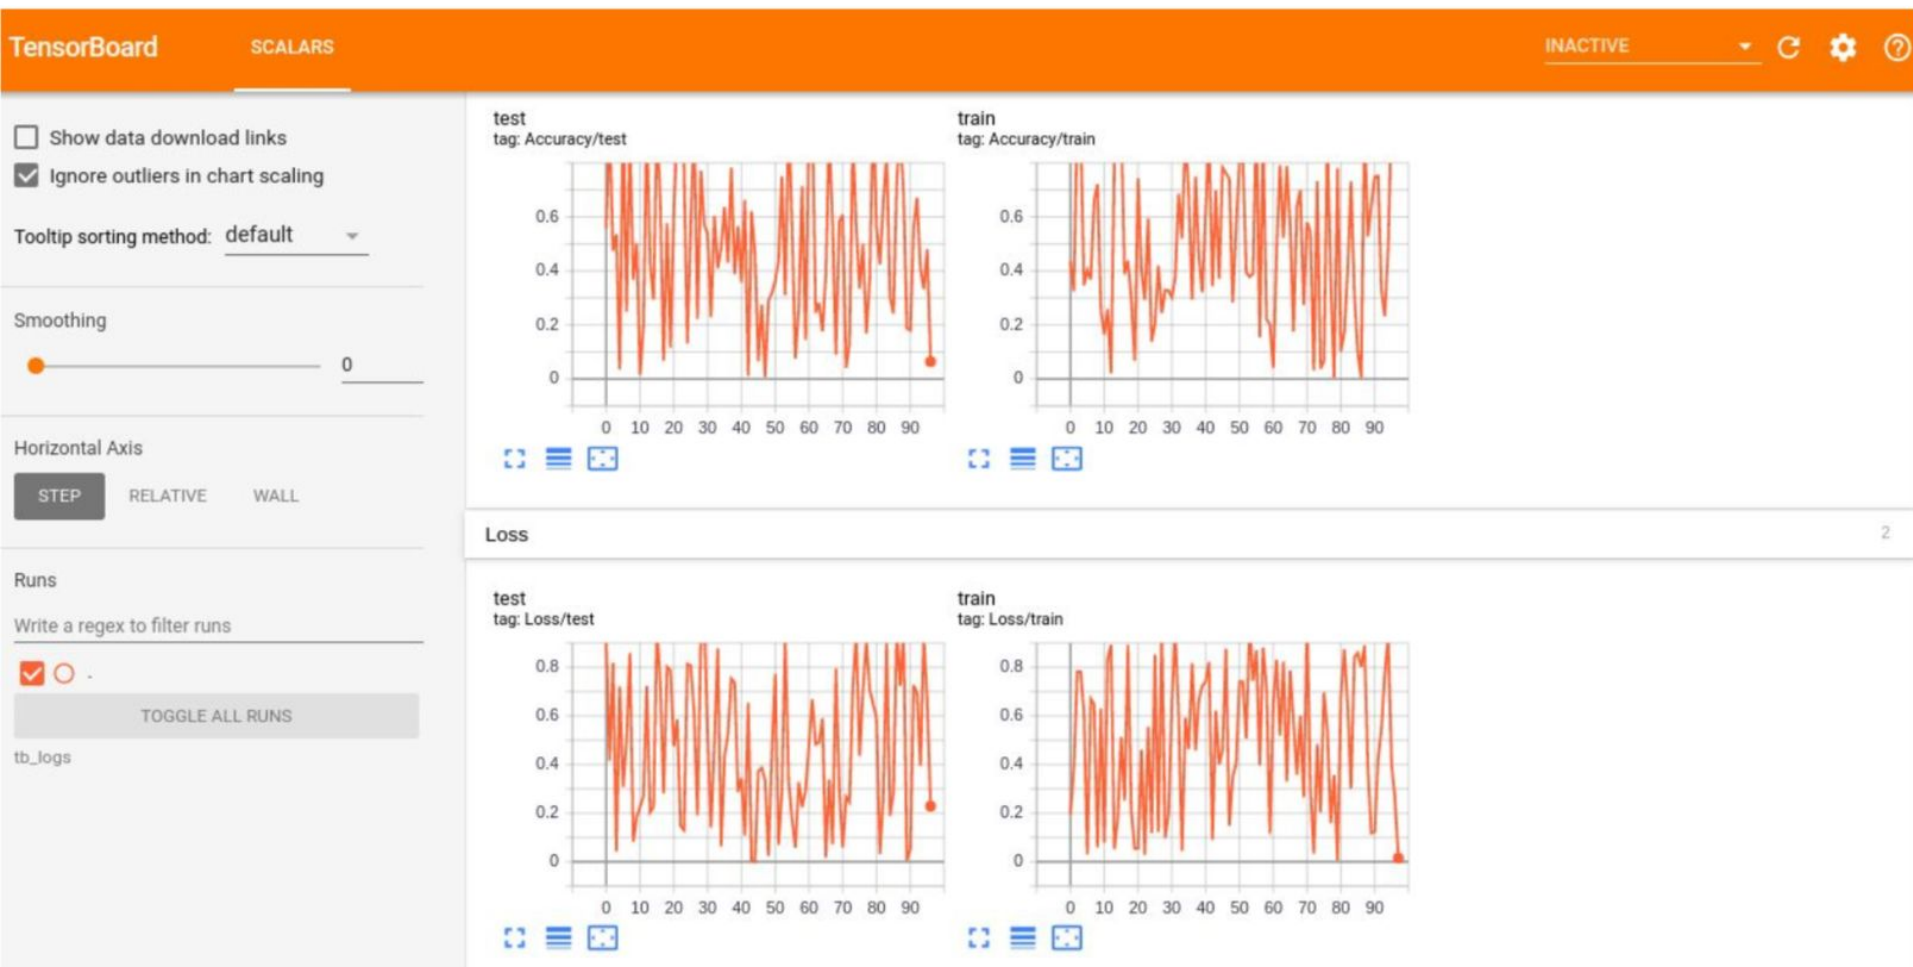 TensorBoard
SCALARS
INACTIVE
Show data download links
Ignore outliers in chart scaling
Tooltip sorting method: default
Smoothing
0
Horizontal Axis
STEP RELATIVE WALL
Runs
Write a regex to filter runs
.
TOGGLE ALL RUNS
tb_logs
test
tag: Accuracy/test
0.6
0.4
0.2
0
0 10 20 30 40 50 60 70 80 90
train
tag: Accuracy/train
0.6
0.4
0.2
0
0 10 20 30 40 50 60 70 80 90
Loss
2
test
tag: Loss/test
0.8
0.6
0.4
0.2
0
0 10 20 30 40 50 60 70 80 90
train
tag: Loss/train
0.8
0.6
0.4
0.2
0
0 10 20 30 40 50 60 70 80 90